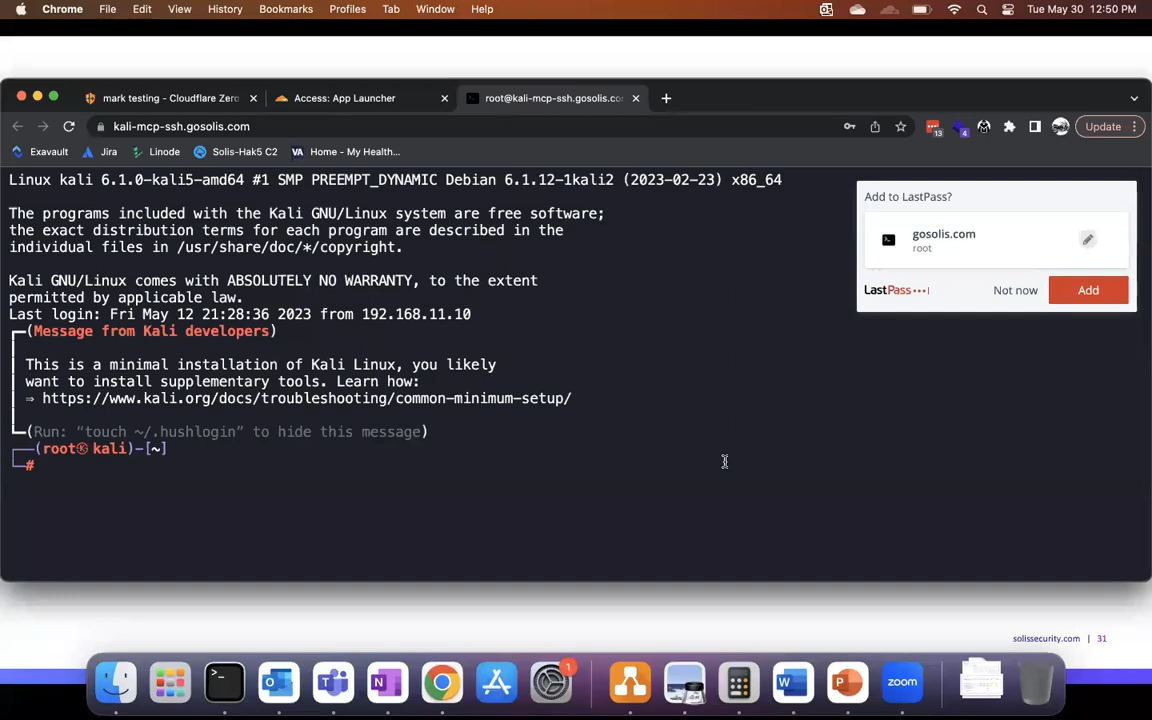 Chrome File Edit View History Bookmarks Profiles Tab Window Help Tue May 30 12:50 PM
mark testing - Cloudflare Zero Access: App Launcher root@kali-mcp-ssh.gosolis.co
kali-mcp-ssh.gosolis.com 13 4 Update
Exavault Jira Linode Solis-Hak5 C2 VA Home - My Health...
Linux kali 6.1.0-kali5-amd64 #1 SMP PREEMPT_DYNAMIC Debian 6.1.12-1kali2 (2023-02-23) x86_64
The programs included with the Kali GNU/Linux system are free software;
the exact distribution terms for each program are described in the
individual files in /usr/share/doc/*/copyright.
Kali GNU/Linux comes with ABSOLUTELY NO WARRANTY, to the extent
permitted by applicable law.
Last login: Fri May 12 21:28:36 2023 from 192.168.11.10
(Message from Kali developers)
This is a minimal installation of Kali Linux, you likely
want to install supplementary tools. Learn how:
⇒ https://www.kali.org/docs/troubleshooting/common-minimum-setup/
(Run: “touch ~/.hushlogin” to hide this message)
(root㉿kali)-[~]
#
Add to LastPass?
gosolis.com
root
LastPass Not now Add
solissecurity.com | 31
1
zoom